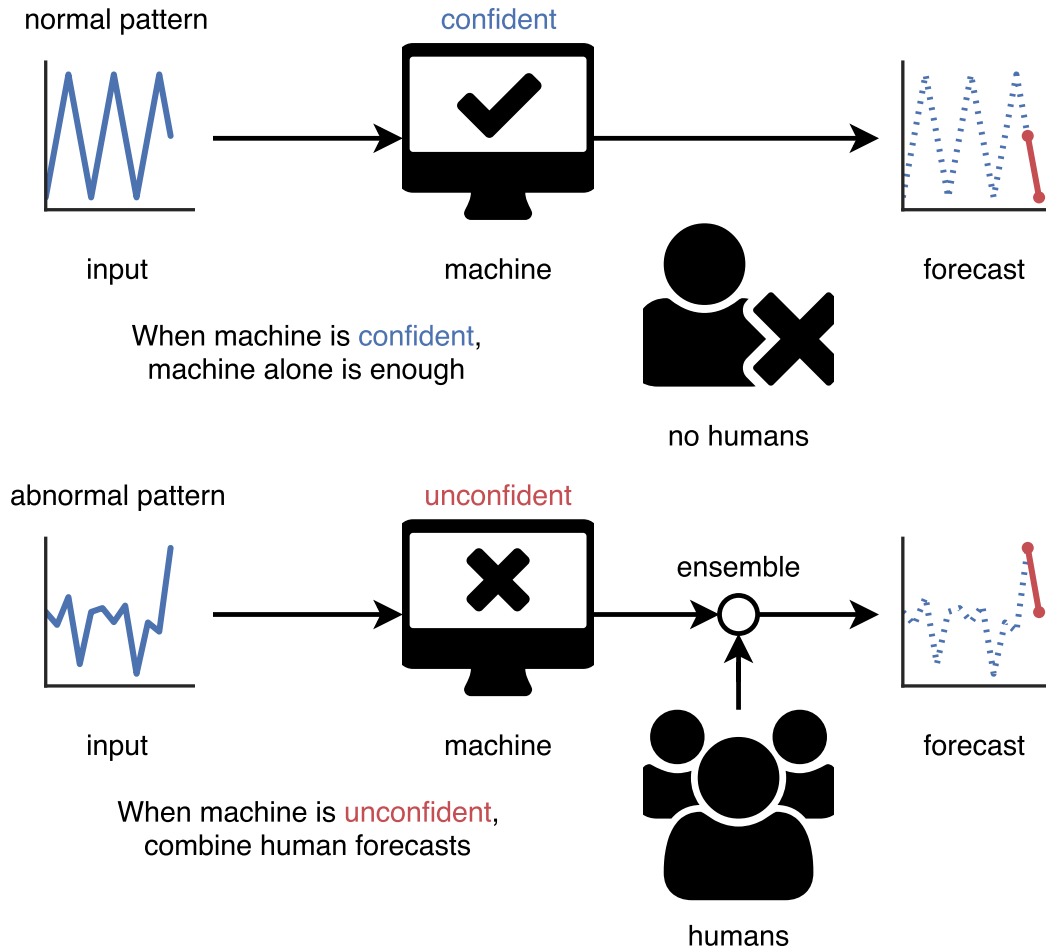 normal pattern
confident
input
machine
forecast
When machine is confident,
machine alone is enough
no humans
abnormal pattern
unconfident
ensemble
input
machine
forecast
When machine is unconfident,
combine human forecasts
humans